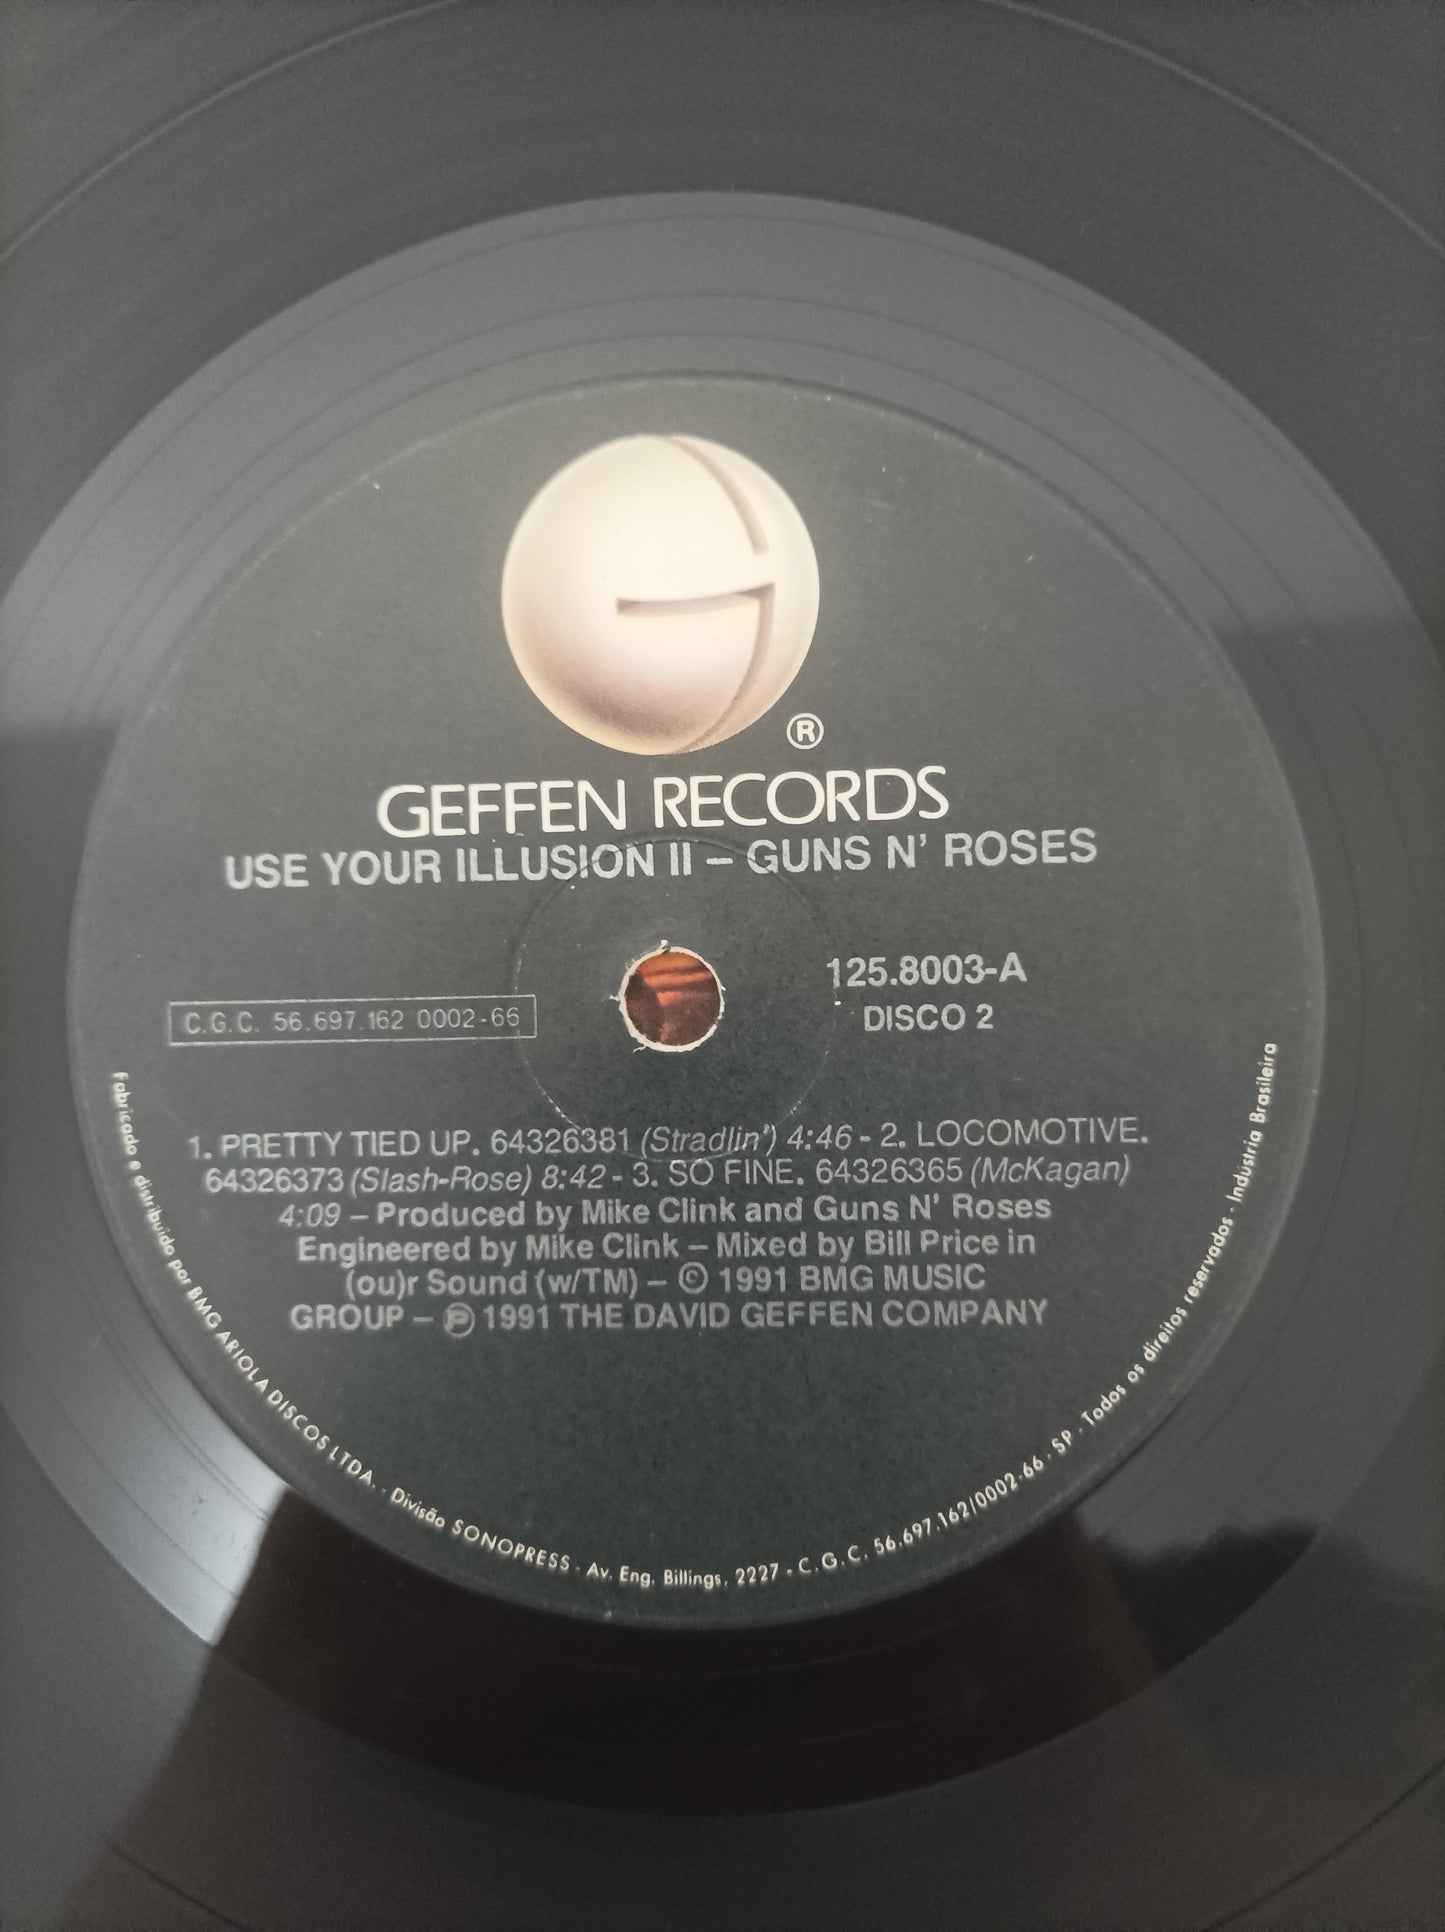 ®
GEFFEN RECORDS
USE YOUR ILLUSION II – GUNS N' ROSES
125.8003-A
DISCO 2
C.G.C. 56.697.162 0002-66
1. PRETTY TIED UP. 64326381 (Stradlin') 4:46 - 2. LOCOMOTIVE.
64326373 (Slash-Rose) 8:42 - 3. SO FINE. 64326365 (McKagan)
4:09 – Produced by Mike Clink and Guns N' Roses
Engineered by Mike Clink – Mixed by Bill Price in
(ou)r Sound (w/TM) – © 1991 BMG MUSIC
GROUP – ℗ 1991 THE DAVID GEFFEN COMPANY
Fabricado e distribuido por BMG ARIOLA DISCOS LTDA. - Divisão SONOPRESS - Av. Eng. Billings, 2227 - C.G.C. 56.697.162/0002-66 - SP - Todos os direitos reservados - Industria Brasileira